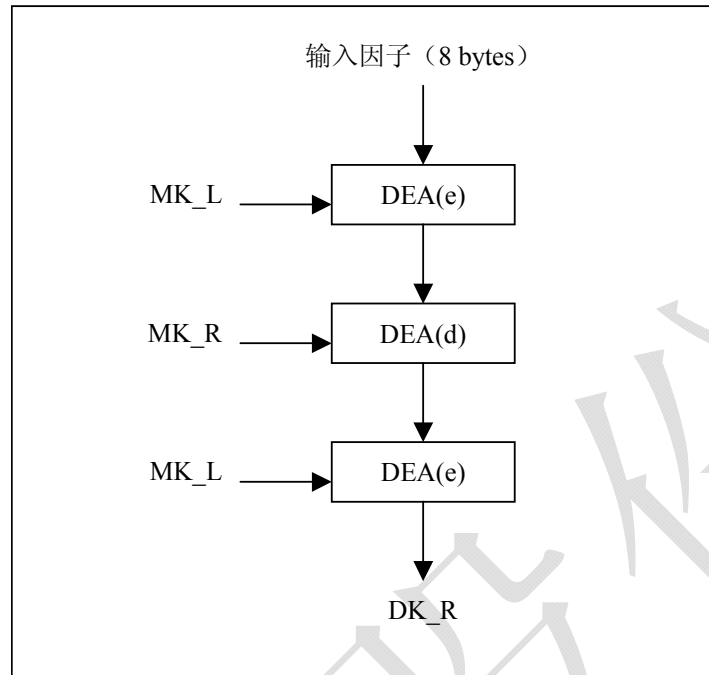 输入因子（8 bytes）
MK_L
DEA(e)
MK_R
DEA(d)
MK_L
DEA(e)
DK_R